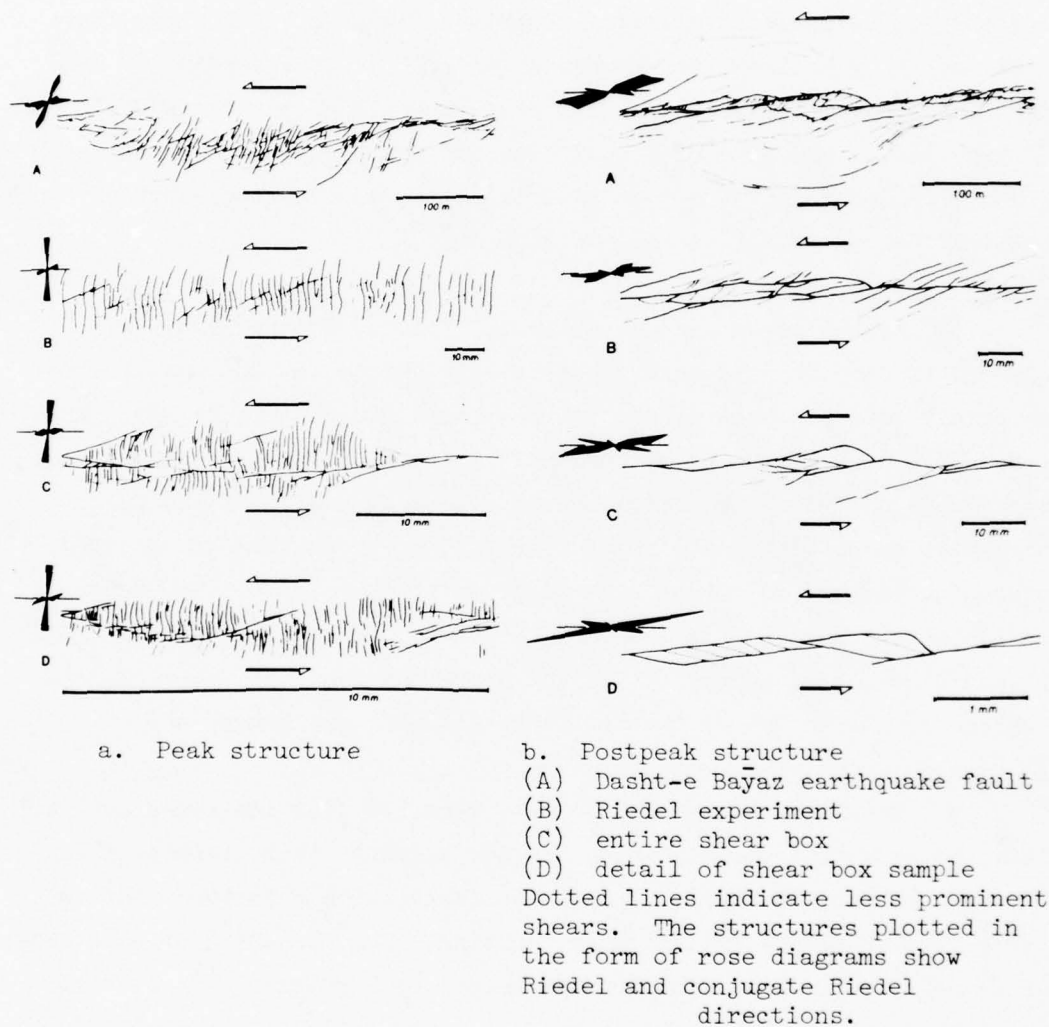 A
100 m
B
10 mm
C
10 mm
D
10 mm
a. Peak structure
A
100 m
B
10 mm
C
10 mm
D
1 mm
b. Postpeak structure
(A) Dasht-e Baȳaz earthquake fault
(B) Riedel experiment
(C) entire shear box
(D) detail of shear box sample
Dotted lines indicate less prominent
shears. The structures plotted in
the form of rose diagrams show
Riedel and conjugate Riedel
directions.